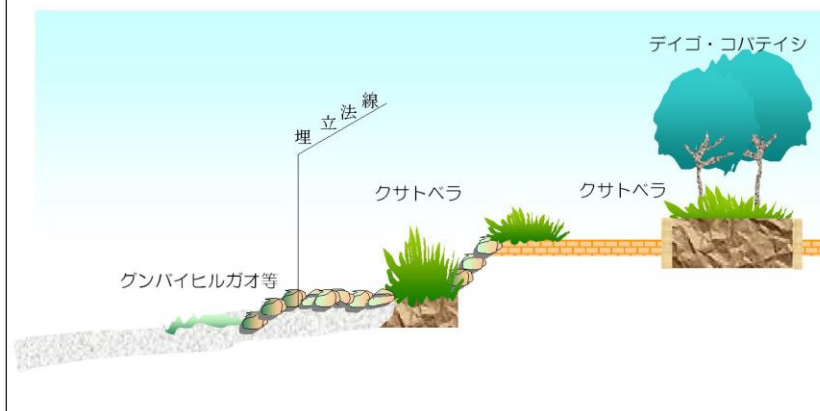 デイゴ・コバテイシ
埋立法線
クサトベラ
クサトベラ
グンバイヒルガオ等